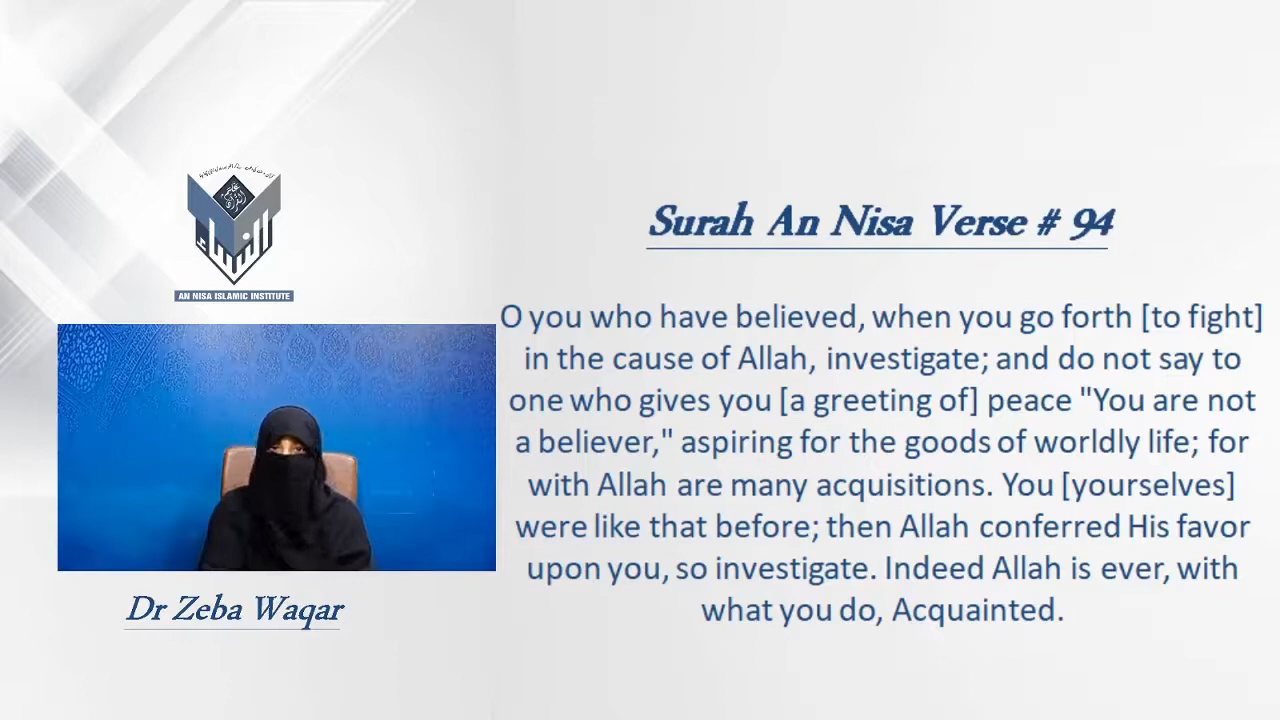 AN NISA ISLAMIC INSTITUTE
Dr Zeba Waqar
Surah An Nisa Verse # 94
O you who have believed, when you go forth [to fight]
in the cause of Allah, investigate; and do not say to
one who gives you [a greeting of] peace "You are not
a believer," aspiring for the goods of worldly life; for
with Allah are many acquisitions. You [yourselves]
were like that before; then Allah conferred His favor
upon you, so investigate. Indeed Allah is ever, with
what you do, Acquainted.